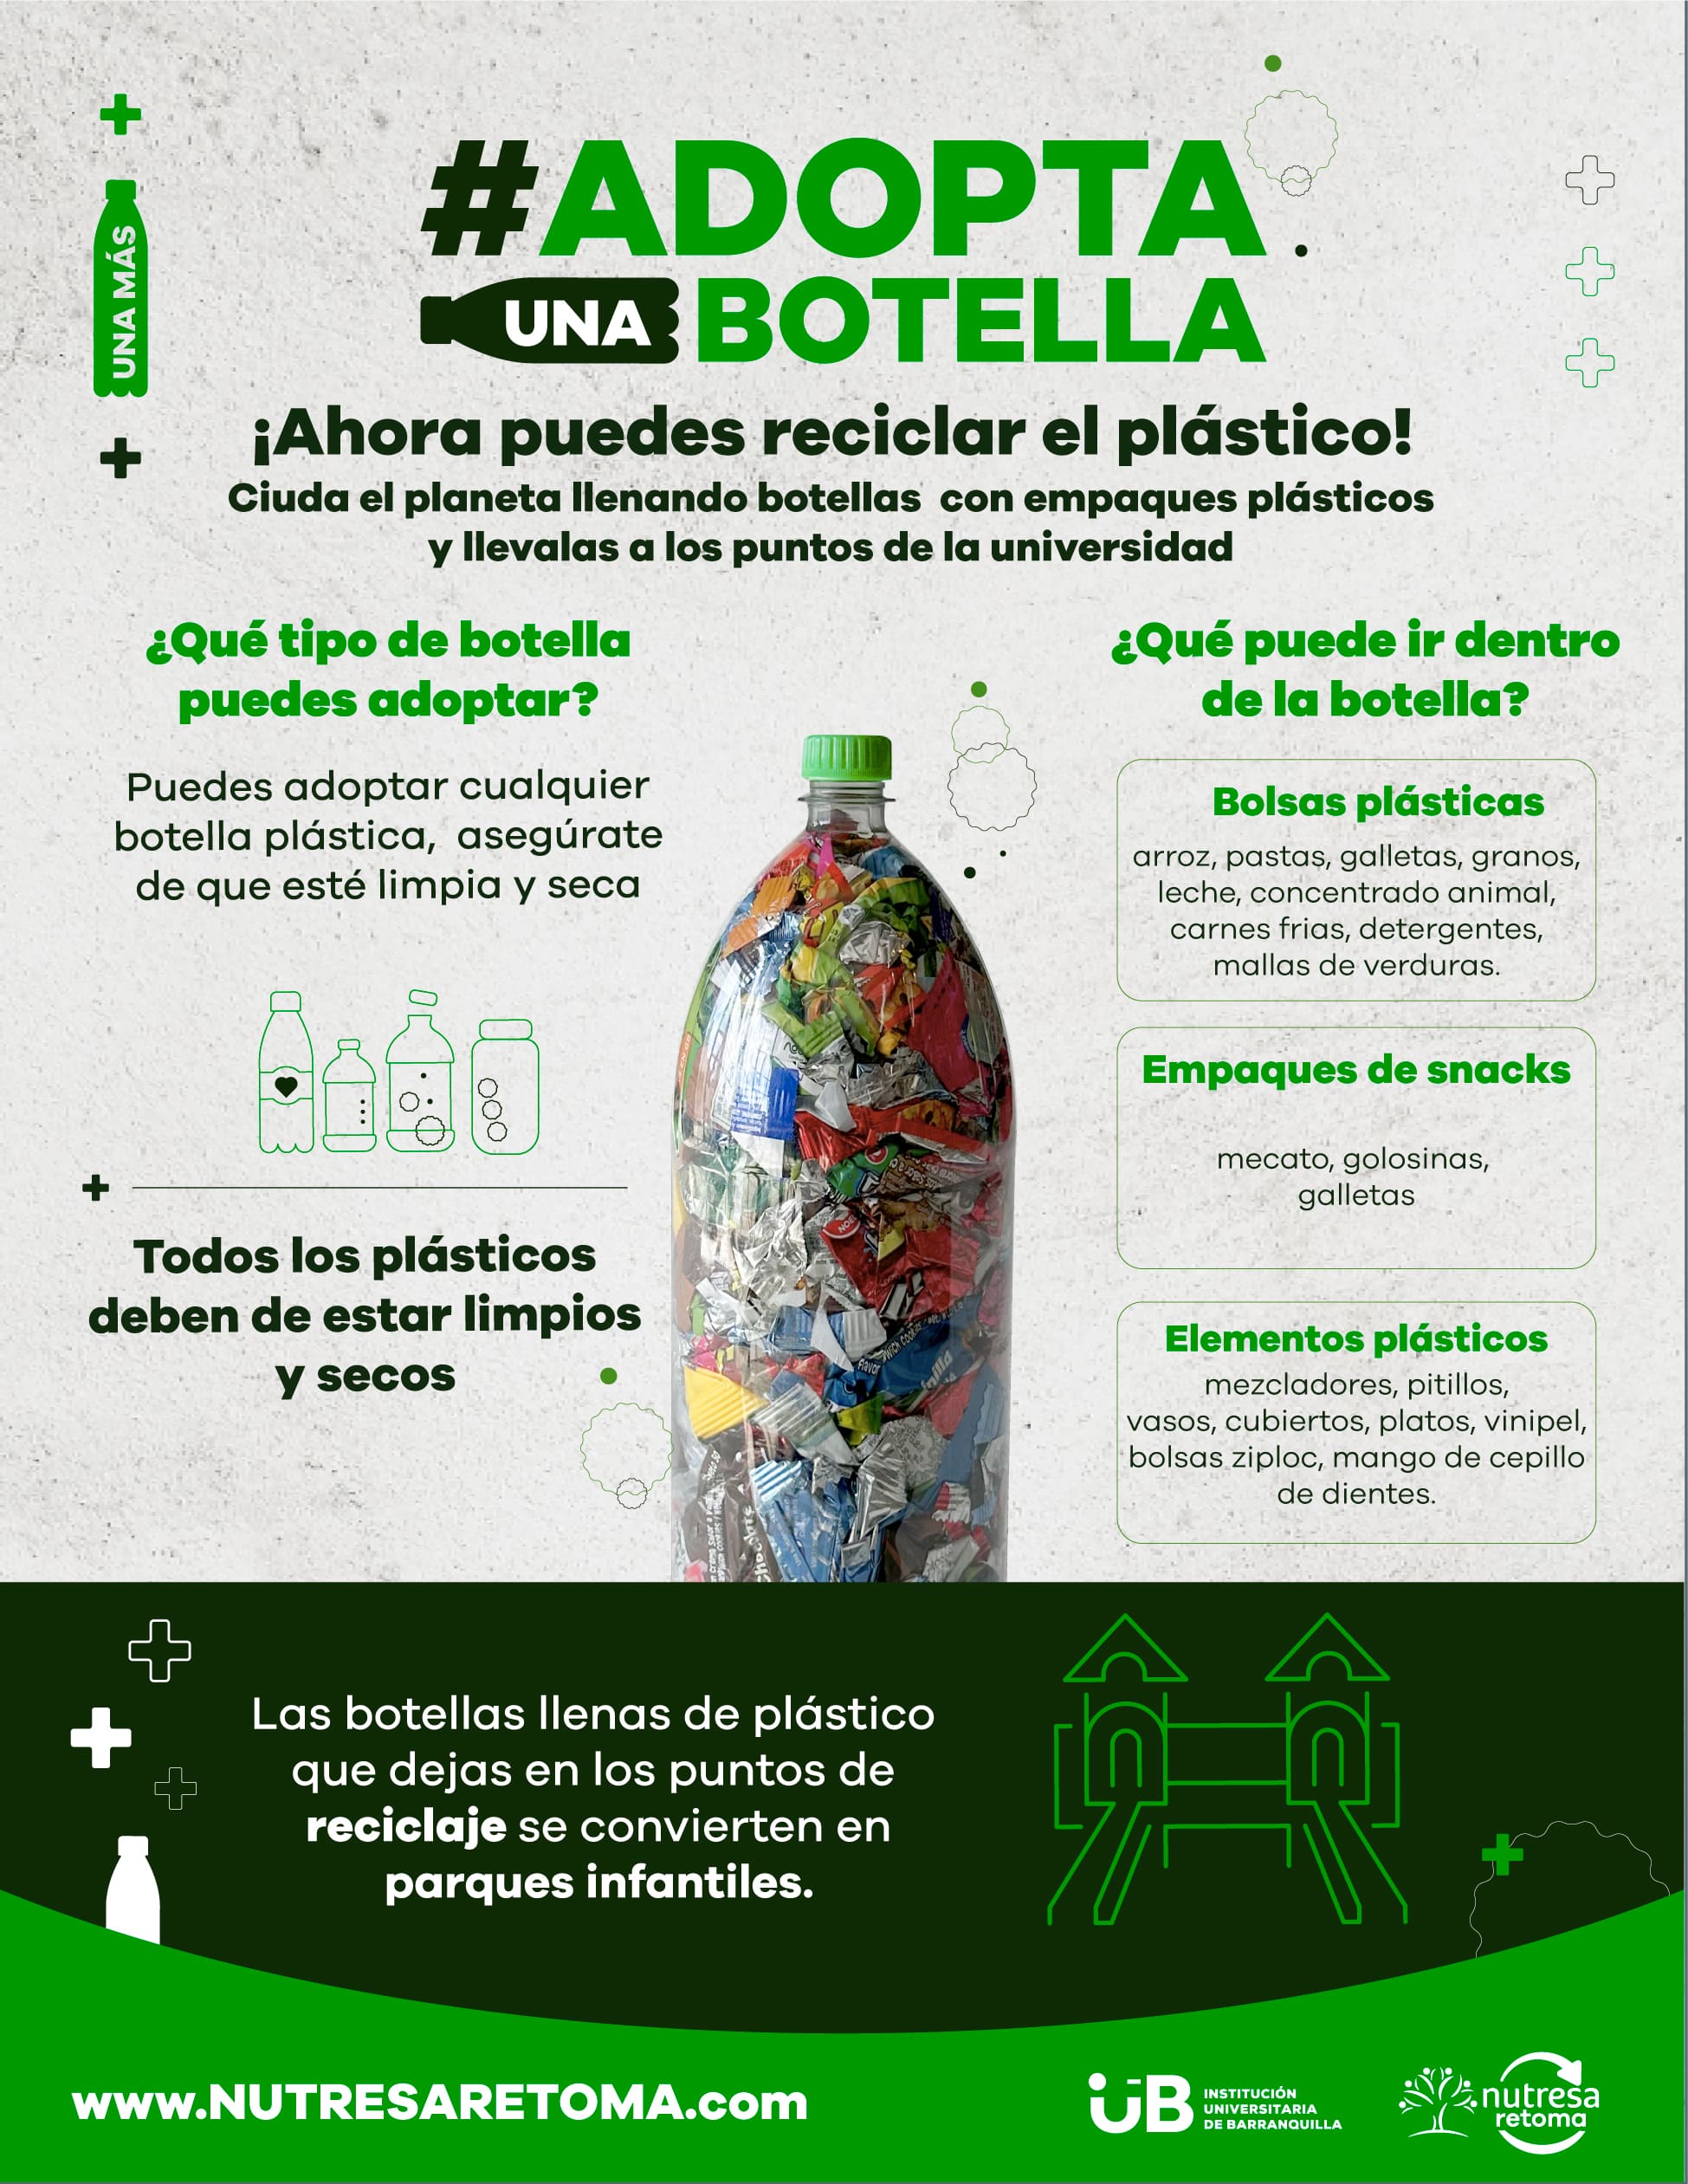 UNA MÁS
#ADOPTA
UNA BOTELLA
¡Ahora puedes reciclar el plástico!
Ciuda el planeta llenando botellas con empaques plásticos
y llevalas a los puntos de la universidad
¿Qué tipo de botella
puedes adoptar?
Puedes adoptar cualquier
botella plástica, asegúrate
de que esté limpia y seca
Todos los plásticos
deben de estar limpios
y secos
¿Qué puede ir dentro
de la botella?
Bolsas plásticas
arroz, pastas, galletas, granos,
leche, concentrado animal,
carnes frias, detergentes,
mallas de verduras.
Empaques de snacks
mecato, golosinas,
galletas
Elementos plásticos
mezcladores, pitillos,
vasos, cubiertos, platos, vinipel,
bolsas ziploc, mango de cepillo
de dientes.
Las botellas llenas de plástico
que dejas en los puntos de
reciclaje se convierten en
parques infantiles.
www.NUTRESARETOMA.com
iUB
INSTITUCIÓN
UNIVERSITARIA
DE BARRANQUILLA
nutresa
retoma